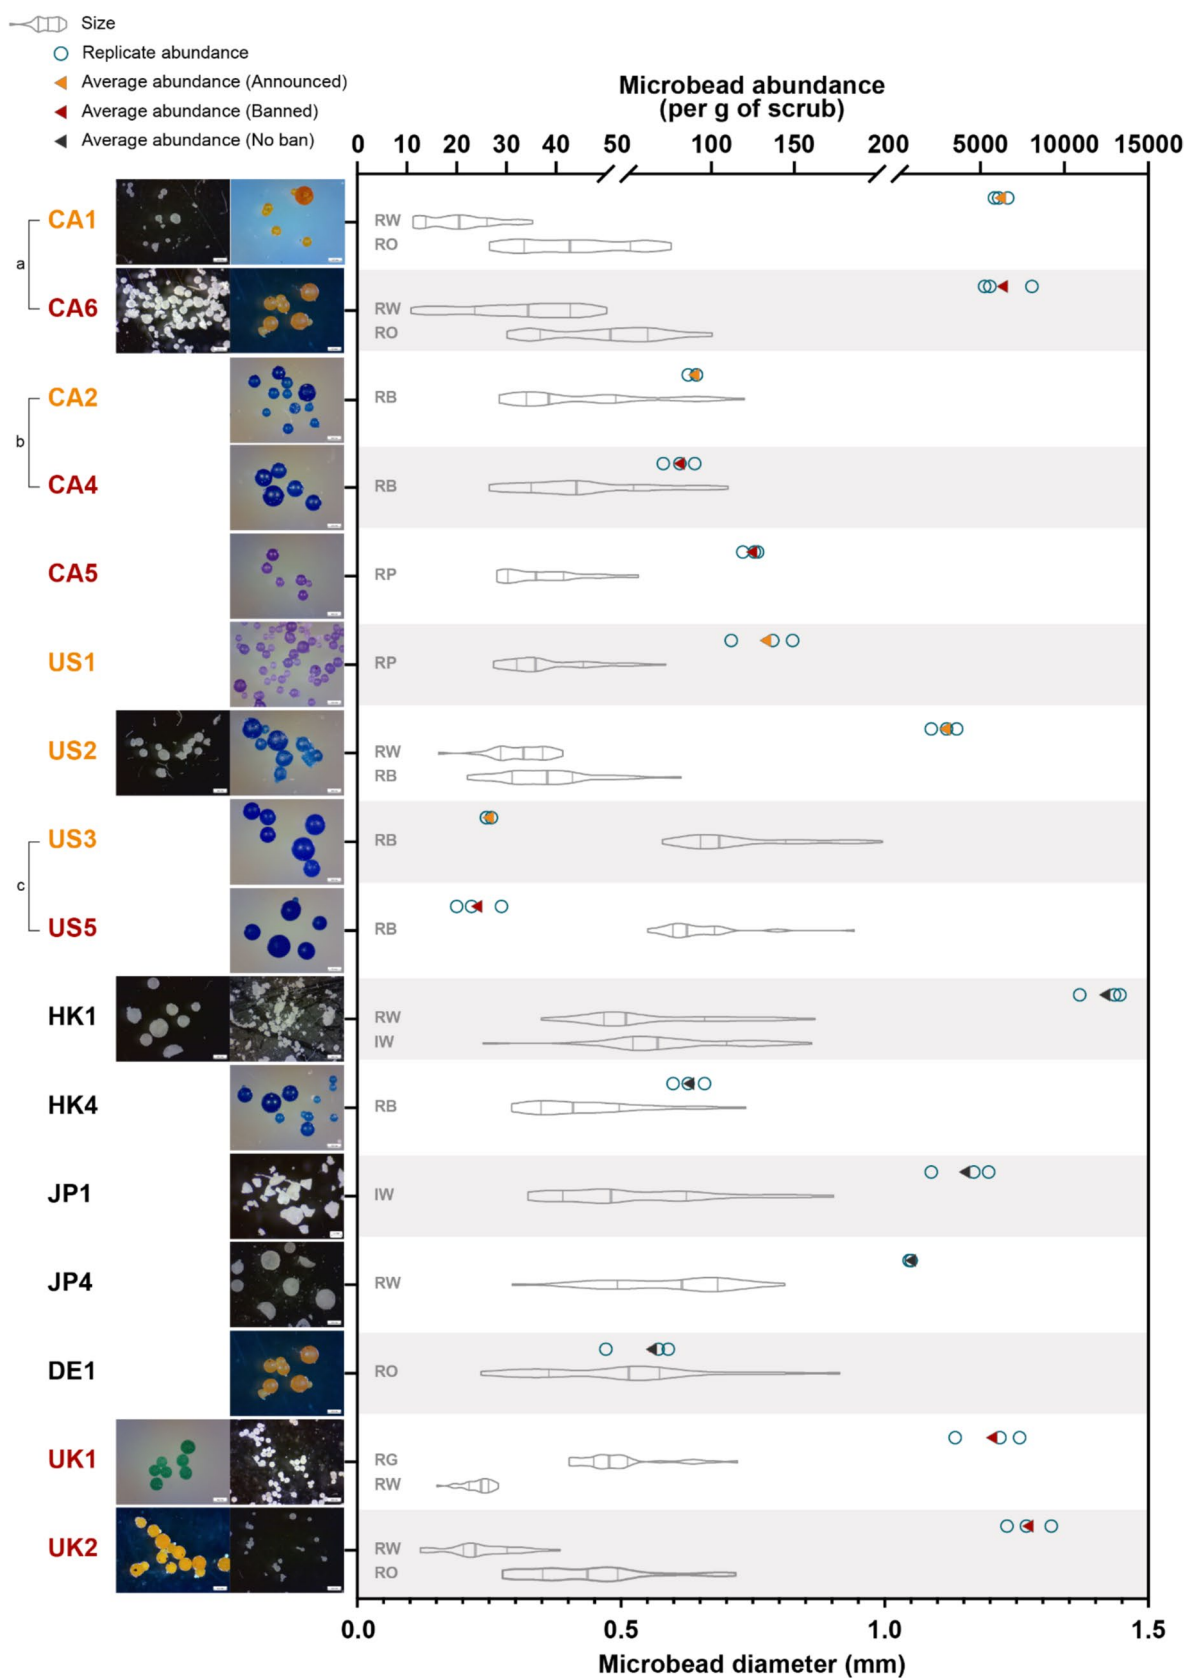 Size
Replicate abundance
Average abundance (Announced)
Average abundance (Banned)
Average abundance (No ban)
Microbead abundance
(per g of scrub)
0 10 20 30 40 50 100 150 200 5000 10000 15000
CA1
RW
RO
a
CA6
RW
RO
CA2
RB
b
CA4
RB
CA5
RP
US1
RP
US2
RW
RB
US3
RB
c
US5
RB
HK1
RW
IW
HK4
RB
JP1
IW
JP4
RW
DE1
RO
UK1
RG
RW
UK2
RW
RO
0.0 0.5 1.0 1.5
Microbead diameter (mm)